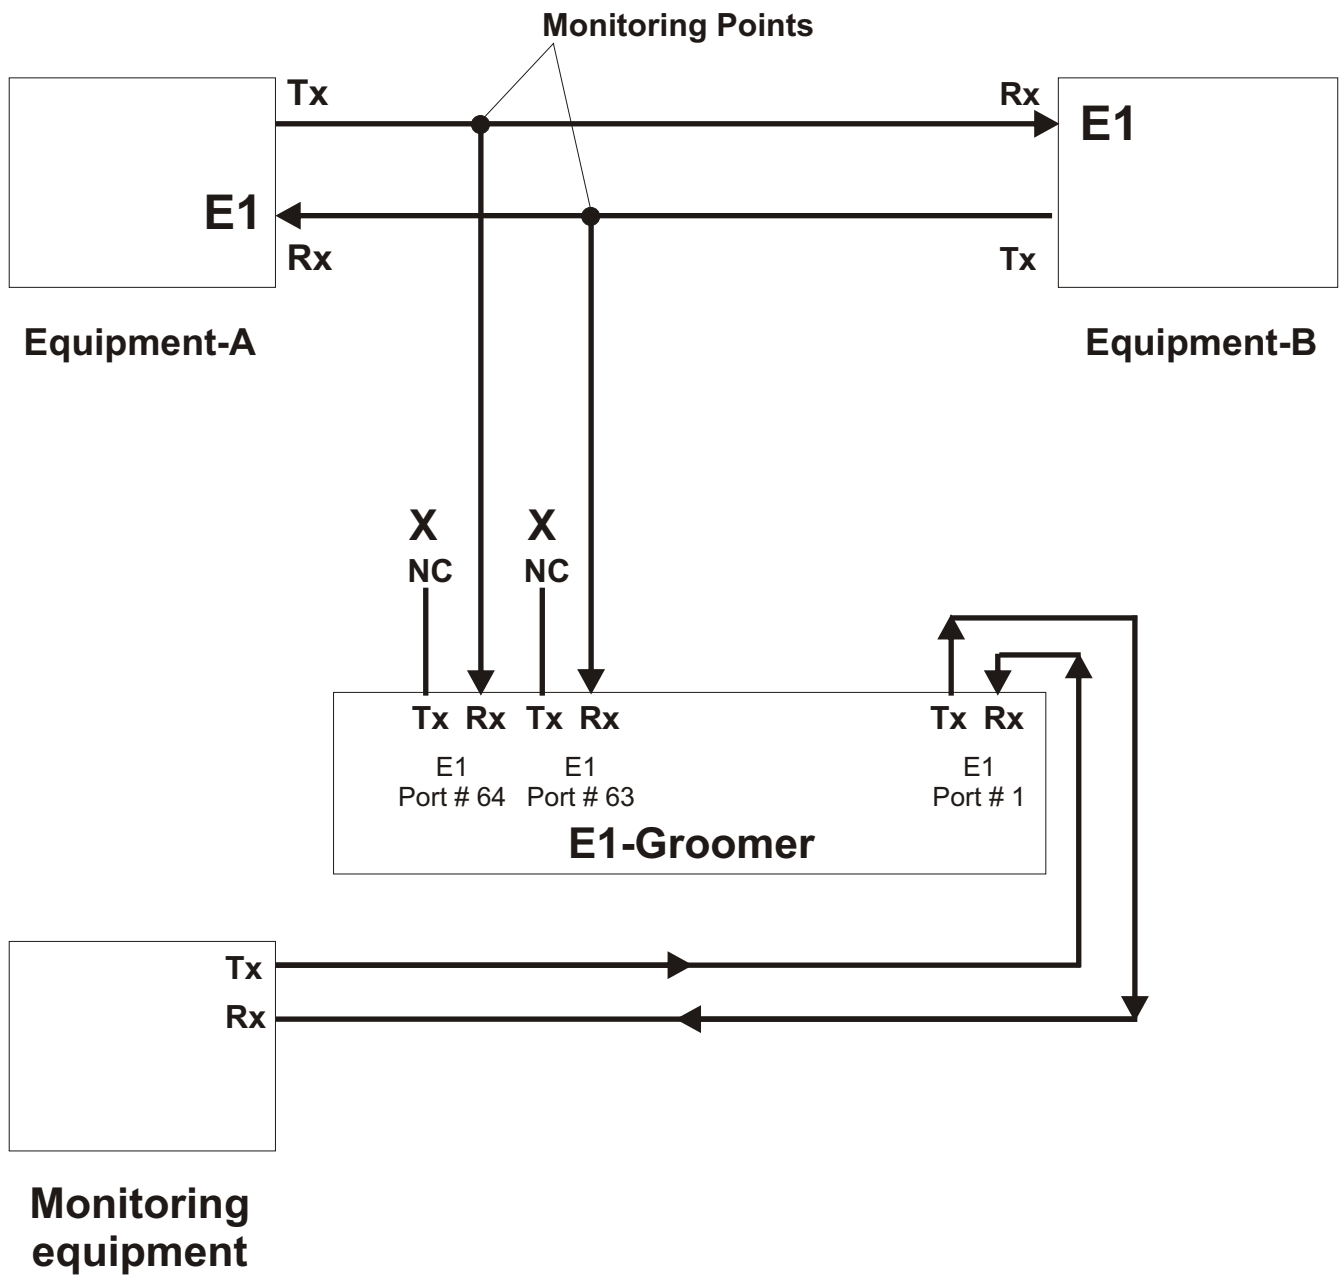 Monitoring Points
Tx
Rx
E1
E1
Rx
Tx
Equipment-A
Equipment-B
X
X
NC
NC
Tx Rx Tx Rx
Tx Rx
E1
Port # 64
E1
Port # 63
E1
Port # 1
E1-Groomer
Tx
Rx
Monitoring
equipment